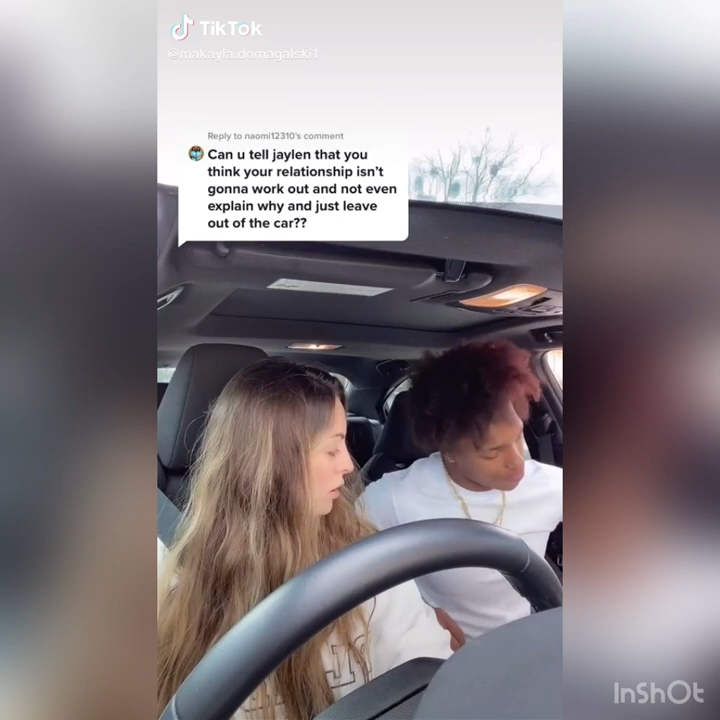 TikTok
@makayla.domagalski1
Reply to naomi12310's comment
Can u tell jaylen that you
think your relationship isn't
gonna work out and not even
explain why and just leave
out of the car??
InShOt